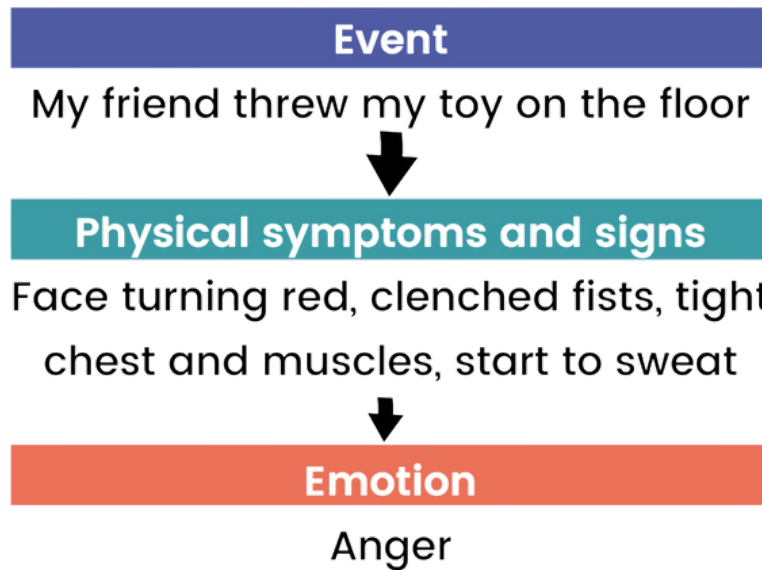 Event
My friend threw my toy on the floor
Physical symptoms and signs
Face turning red, clenched fists, tight
chest and muscles, start to sweat
Emotion
Anger